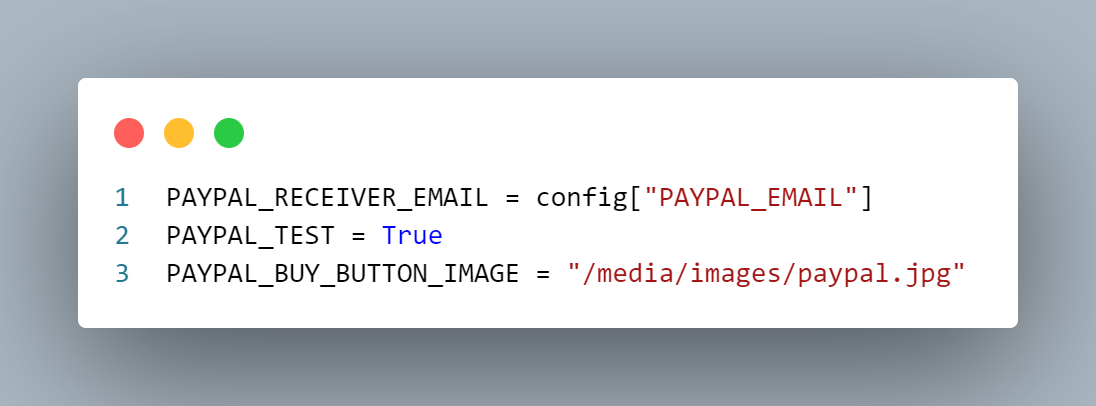 1 PAYPAL_RECEIVER_EMAIL = config["PAYPAL_EMAIL"]
2 PAYPAL_TEST = True
3 PAYPAL_BUY_BUTTON_IMAGE = "/media/images/paypal.jpg"